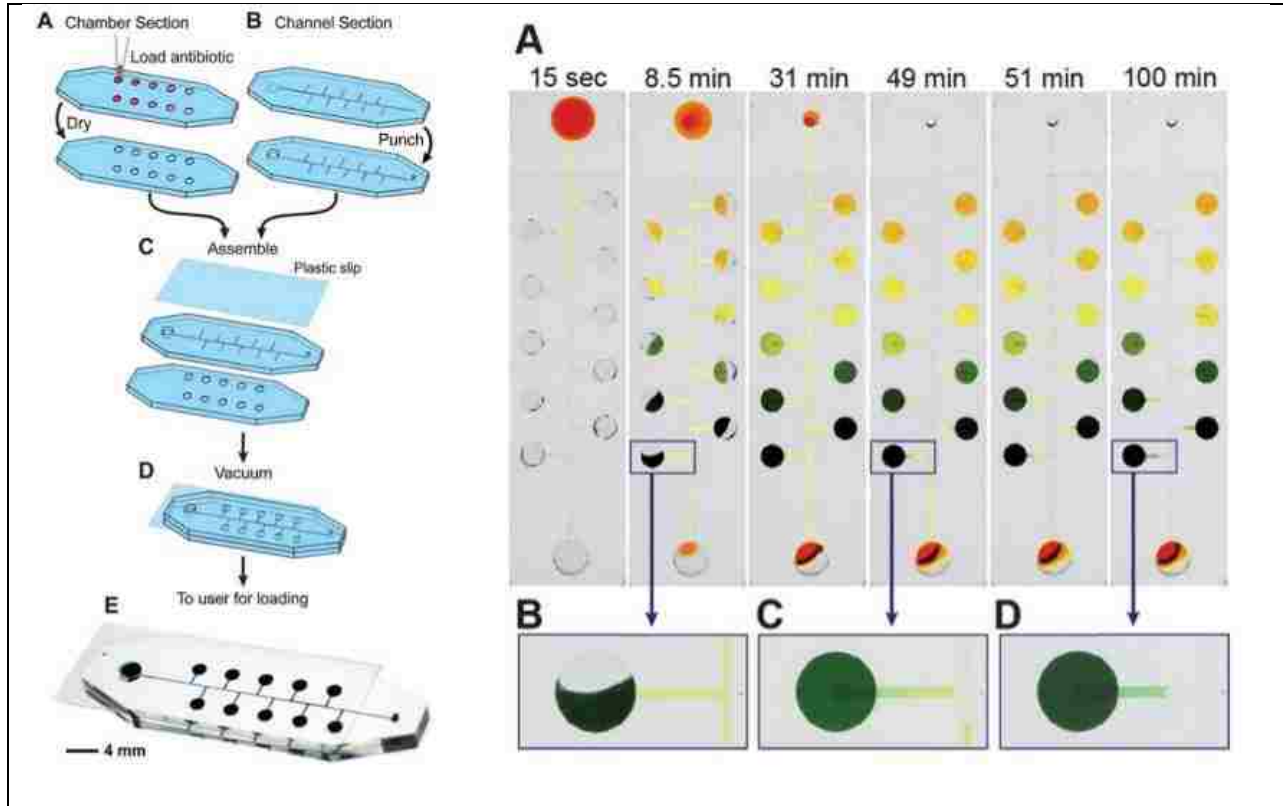 A Chamber Section
Load antibiotic
Dry
B Channel Section
Punch
Assemble
C
Plastic slip
Vacuum
D
To user for loading
E
4 mm
A
15 sec 8.5 min 31 min 49 min 51 min 100 min
B C D